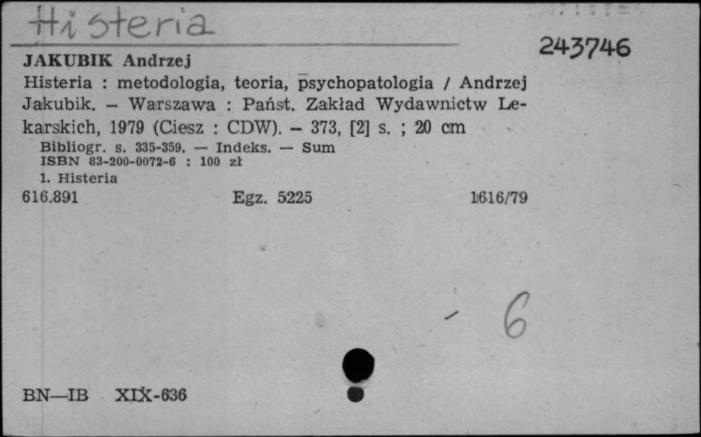 Histeria
243746
JAKUBIK Andrzej
Histeria : metodologia, teoria, psychopatologia / Andrzej
Jakubik. — Warszawa : Państ. Zakład Wydawnictw Le-
karskich, 1979 (Ciesz : CDW). — 373, [2] s. ; 20 cm
Bibliogr. s. 335-359. — Indeks. — Sum
ISBN 83-200-0072-6 : 100 zł
1. Histeria
616.891 Egz. 5225 1616/79
- 6
BN—IB XIX-636